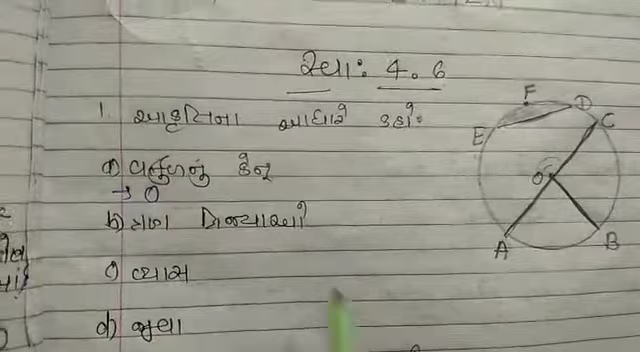 સ્વા: 4.6
1. આકૃતિના આધારે કહો:
a) વર્તુળનું કેન્દ્ર
→ O
b) ત્રણ ત્રિજ્યાઓ
c) વ્યાસ
d) જીવા
F
D
C
E
O
A
B